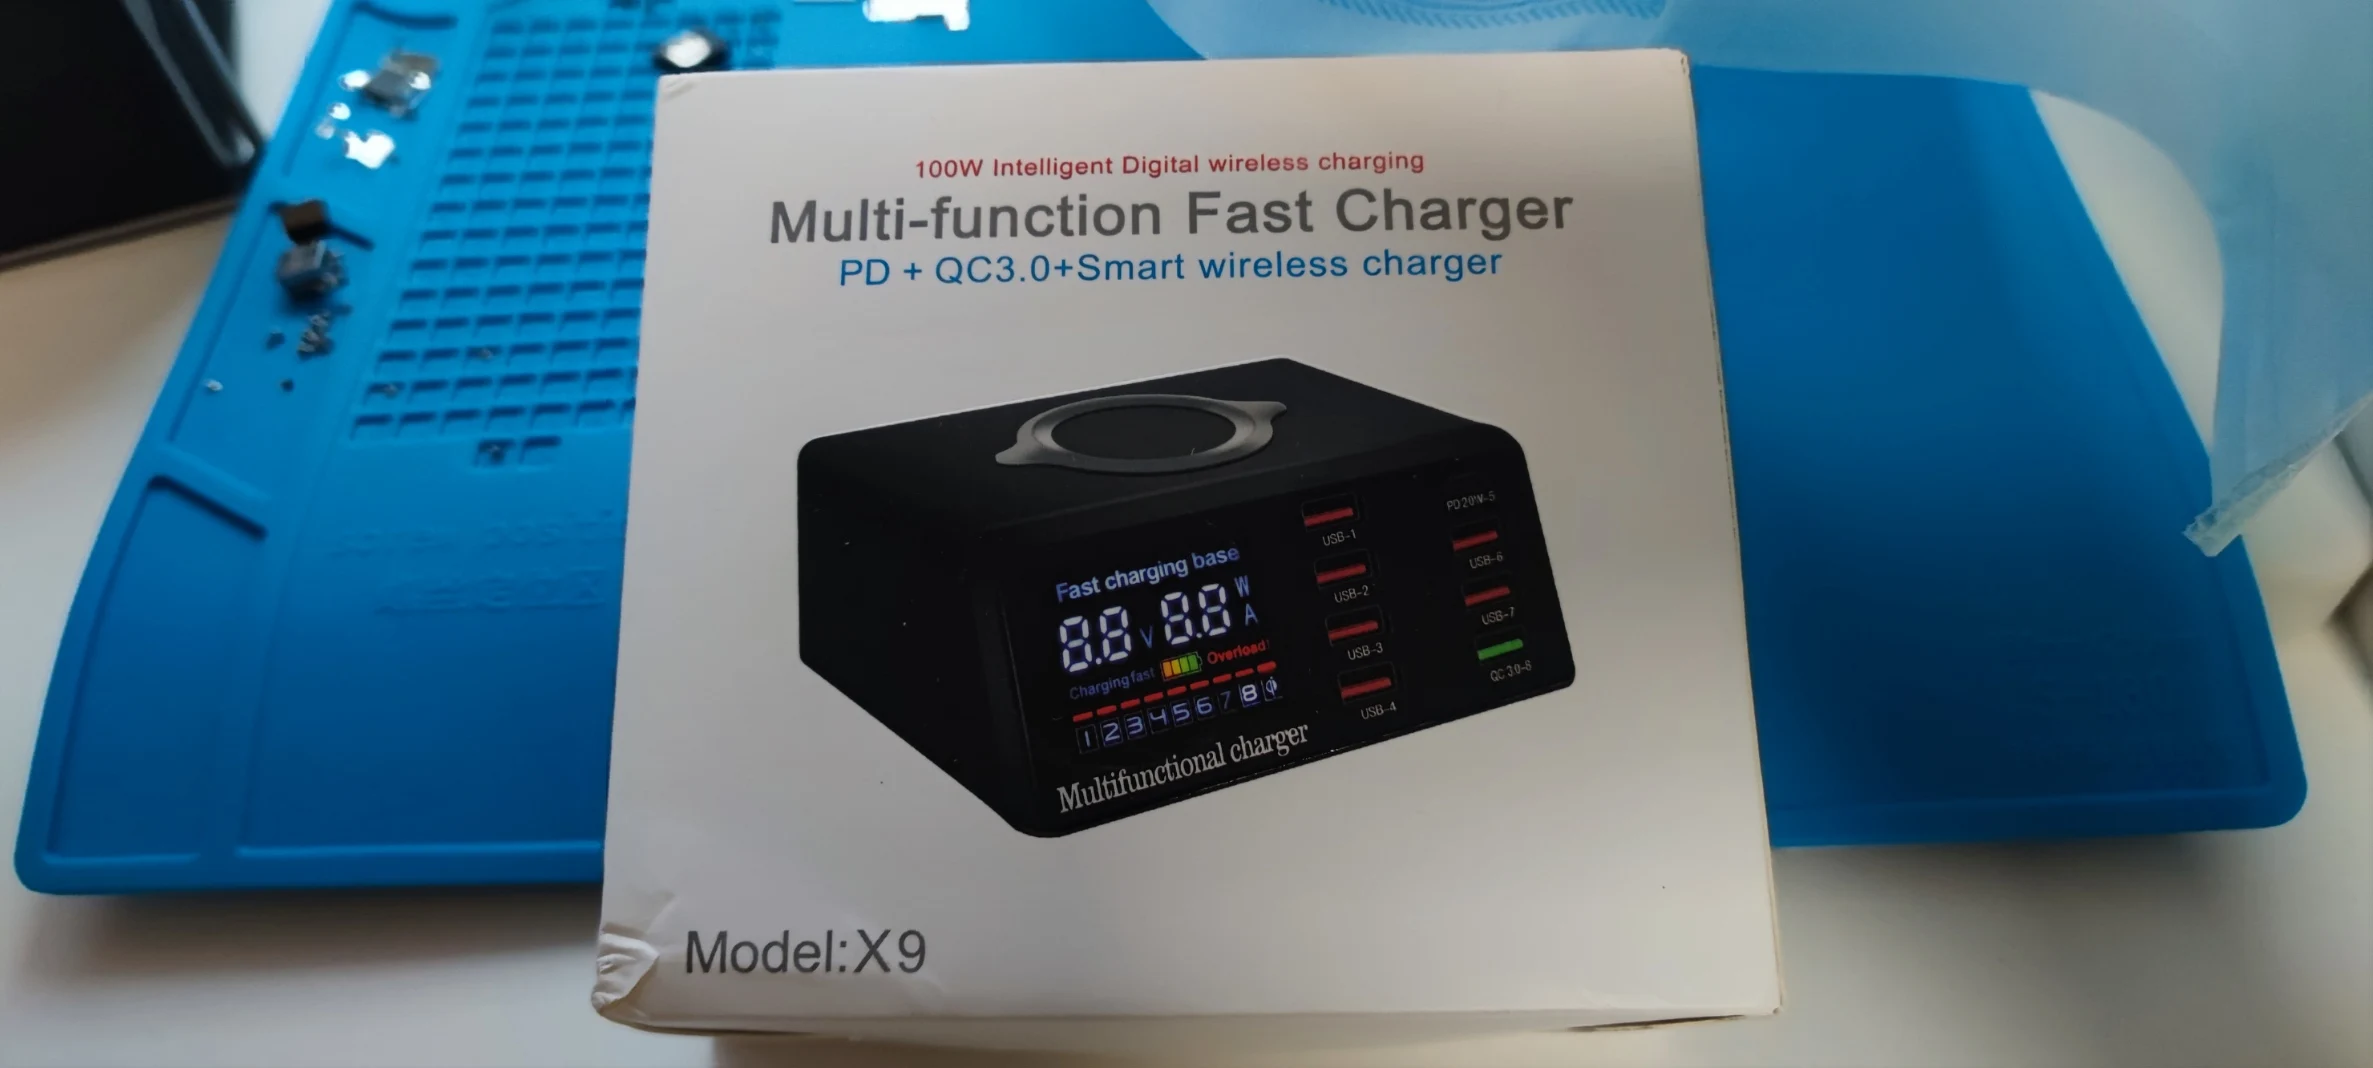 100W Intelligent Digital wireless charging
Multi-function Fast Charger
PD + QC3.0+Smart wireless charger
Fast charging base
8.8 V 8.8 W A
Charging fast Overload!
1 2 3 4 5 6 7 8
Multifunctional charger
USB-1
USB-2
USB-3
USB-4
PD20W-5
USB-6
USB-7
QC 3.0-8
Model:X9